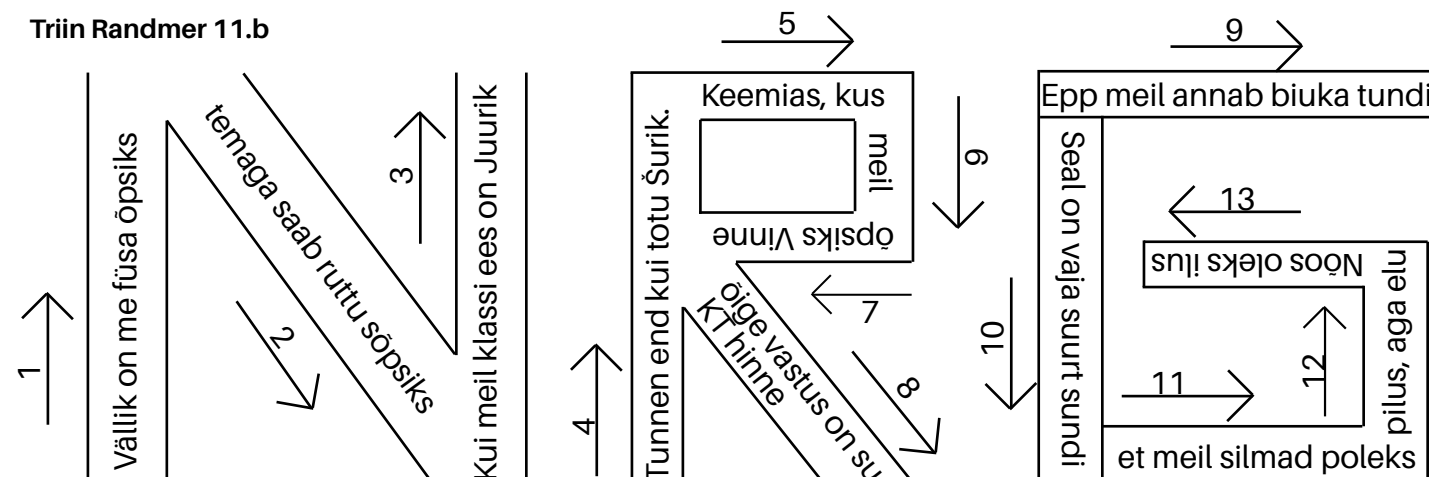 Triin Randmer 11.b
1
Vällik on me füsa õpsiks
2
temaga saab ruttu sõpsiks
3
Kui meil klassi ees on Juurik
4
Tunnen end kui totu Šurik.
5
Keemias, kus
6
meil
7
õpsiks Vinne
8
õige vastus on su
KT hinne
9
Epp meil annab biuka tundi
10
Seal on vaja suurt sundi
11
et meil silmad poleks
12
pilus, aga elu
13
Nõos oleks ilus